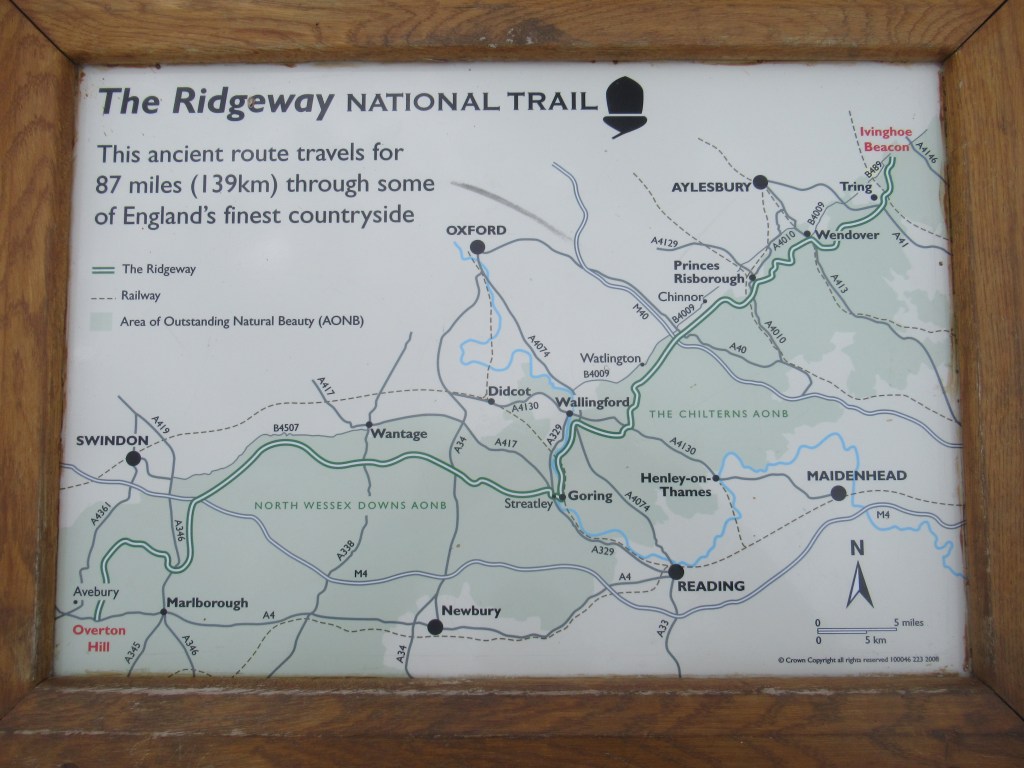 The Ridgeway NATIONAL TRAIL
This ancient route travels for
87 miles (139km) through some
of England's finest countryside
The Ridgeway
Railway
Area of Outstanding Natural Beauty (AONB)
Ivinghoe
Beacon
A4146
B489
Tring
AYLESBURY
B4009
A41
Wendover
A4010
A4129
A413
Princes
Risborough
Chinnor
B4009
M40
A4010
A40
OXFORD
A4074
Watlington
B4009
Didcot
A4130
Wallingford
THE CHILTERNS AONB
A417
A329
A4130
A419
SWINDON
B4507
Wantage
A34
A417
Henley-on-
Thames
MAIDENHEAD
Streatley
Goring
A4074
M4
NORTH WESSEX DOWNS AONB
A4361
A346
A338
A329
M4
A4
READING
N
Avebury
Marlborough
A4
Newbury
Overton
Hill
A345
A346
A34
A33
0 5 miles
0 5 km
© Crown Copyright all rights reserved 100046 223 2008